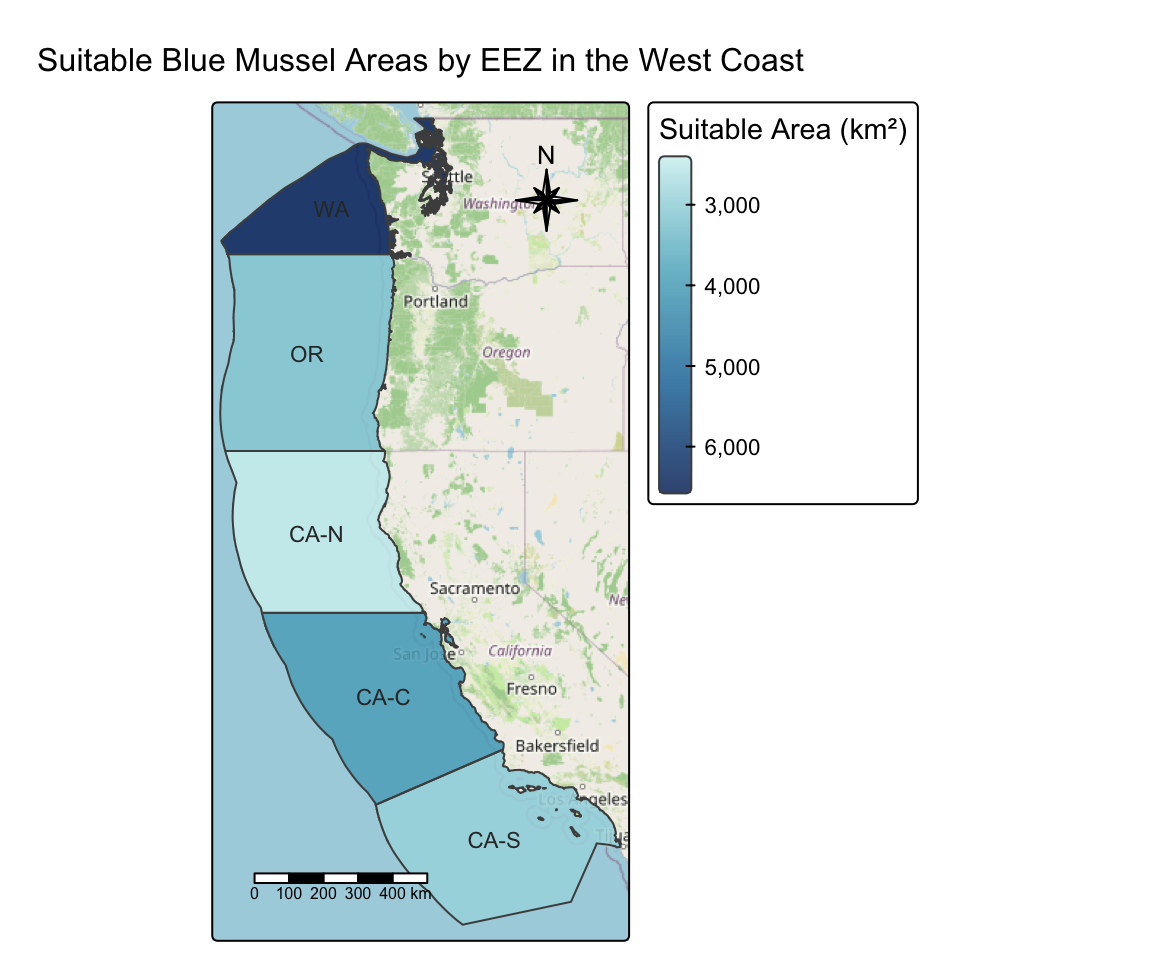 Suitable Blue Mussel Areas by EEZ in the West Coast
Suitable Area (km²)
3,000
4,000
5,000
6,000
N
WA
Washington
Portland
OR
Oregon
CA-N
Sacramento
San Jose
California
CA-C
Fresno
Bakersfield
Los Angeles
CA-S
0 100 200 300 400 km